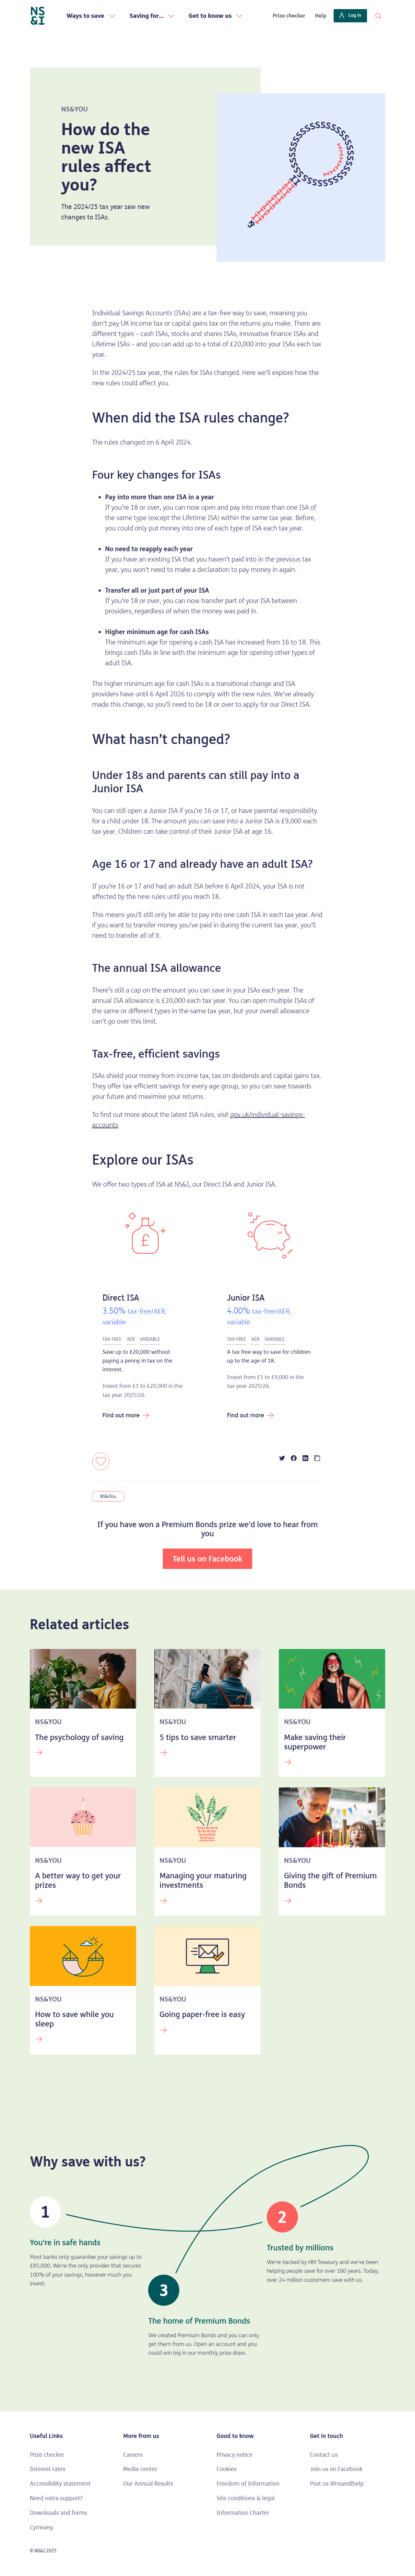 NS&I
Ways to save
Saving for...
Get to know us
Prize checker
Help
Log in
NS&YOU
How do the
new ISA
rules affect
you?
The 2024/25 tax year saw new
changes to ISAs.
Individual Savings Accounts (ISAs) are a tax-free way to save, meaning you
don't pay UK income tax or capital gains tax on the returns you make. There are
different types – cash ISAs, stocks and shares ISAs, innovative finance ISAs and
Lifetime ISAs – and you can add up to a total of £20,000 into your ISAs each tax
year.
In the 2024/25 tax year, the rules for ISAs changed. Here we'll explore how the
new rules could affect you.
When did the ISA rules change?
The rules changed on 6 April 2024.
Four key changes for ISAs
• Pay into more than one ISA in a year
If you're 18 or over, you can now open and pay into more than one ISA of
the same type (except the Lifetime ISA) within the same tax year. Before,
you could only put money into one of each type of ISA each tax year.
• No need to reapply each year
If you have an existing ISA that you haven't paid into in the previous tax
year, you won't need to make a declaration to pay money in again.
• Transfer all or just part of your ISA
If you're 18 or over, you can now transfer part of your ISA between
providers, regardless of when the money was paid in.
• Higher minimum age for cash ISAs
The minimum age for opening a cash ISA has increased from 16 to 18. This
brings cash ISAs in line with the minimum age for opening other types of
adult ISA.
The higher minimum age for cash ISAs is a transitional change and ISA
providers have until 6 April 2026 to comply with the new rules. We've already
made this change, so you'll need to be 18 or over to apply for our Direct ISA.
What hasn't changed?
Under 18s and parents can still pay into a
Junior ISA
You can still open a Junior ISA if you're 16 or 17, or have parental responsibility
for a child under 18. The amount you can save into a Junior ISA is £9,000 each
tax year. Children can take control of their Junior ISA at age 16.
Age 16 or 17 and already have an adult ISA?
If you're 16 or 17 and had an adult ISA before 6 April 2024, your ISA is not
affected by the new rules until you reach 18.
This means you'll still only be able to pay into one cash ISA in each tax year. And
if you want to transfer money you've paid in during the current tax year, you'll
need to transfer all of it.
The annual ISA allowance
There's still a cap on the amount you can save in your ISAs each year. The
annual ISA allowance is £20,000 each tax year. You can open multiple ISAs of
the same or different types in the same tax year, but your overall allowance
can't go over this limit.
Tax-free, efficient savings
ISAs shield your money from income tax, tax on dividends and capital gains tax.
They offer tax-efficient savings for every age group, so you can save towards
your future and maximise your returns.
To find out more about the latest ISA rules, visit gov.uk/individual-savings-
accounts
Explore our ISAs
We offer two types of ISA at NS&I, our Direct ISA and Junior ISA.
Direct ISA
3.50% tax-free/AER,
variable
TAX-FREE AER VARIABLE
Save up to £20,000 without
paying a penny in tax on the
interest.
Invest from £1 to £20,000 in the
tax year 2025/26.
Find out more
Junior ISA
4.00% tax-free/AER,
variable
TAX-FREE AER VARIABLE
A tax free way to save for children
up to the age of 18.
Invest from £1 to £9,000 in the
tax year 2025/26.
Find out more
NS&You
If you have won a Premium Bonds prize we'd love to hear from
you
Tell us on Facebook
Related articles
NS&YOU
The psychology of saving
NS&YOU
5 tips to save smarter
NS&YOU
Make saving their
superpower
NS&YOU
A better way to get your
prizes
NS&YOU
Managing your maturing
investments
NS&YOU
Giving the gift of Premium
Bonds
NS&YOU
How to save while you
sleep
NS&YOU
Going paper-free is easy
Why save with us?
1
You're in safe hands
Most banks only guarantee your savings up to
£85,000. We're the only provider that secures
100% of your savings, however much you
invest.
2
Trusted by millions
We're backed by HM Treasury and we've been
helping people save for over 160 years. Today,
over 24 million customers save with us.
3
The home of Premium Bonds
We created Premium Bonds and you can only
get them from us. Open an account and you
could be winning big in our monthly prize draw.
Useful Links
Prize checker
Interest rates
Accessibility statement
Need extra support?
Downloads and forms
Cymraeg
More from us
Careers
Media centre
Our Annual Results
Good to know
Privacy notice
Cookies
Freedom of Information
Site conditions & legal
Information Charter
Get in touch
Contact us
Join us on Facebook
Post us @nsandihelp
© NS&I 2025